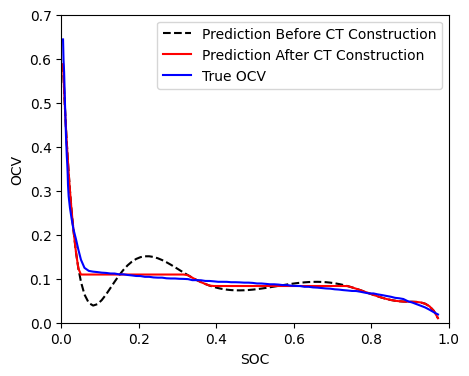 0.7
0.6
0.5
0.4
0.3
0.2
0.1
0.0
OCV
Prediction Before CT Construction
Prediction After CT Construction
True OCV
0.0 0.2 0.4 0.6 0.8 1.0
SOC